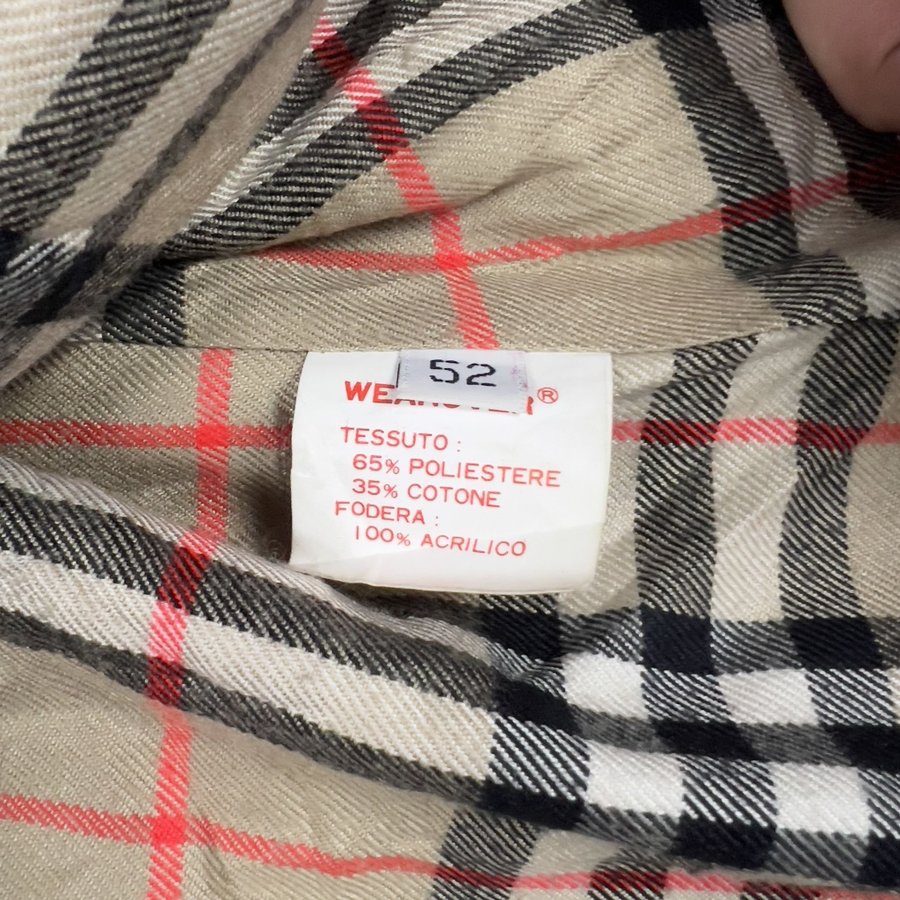 52
®
TESSUTO :
65% POLIESTERE
35% COTONE
FODERA :
100% ACRILICO